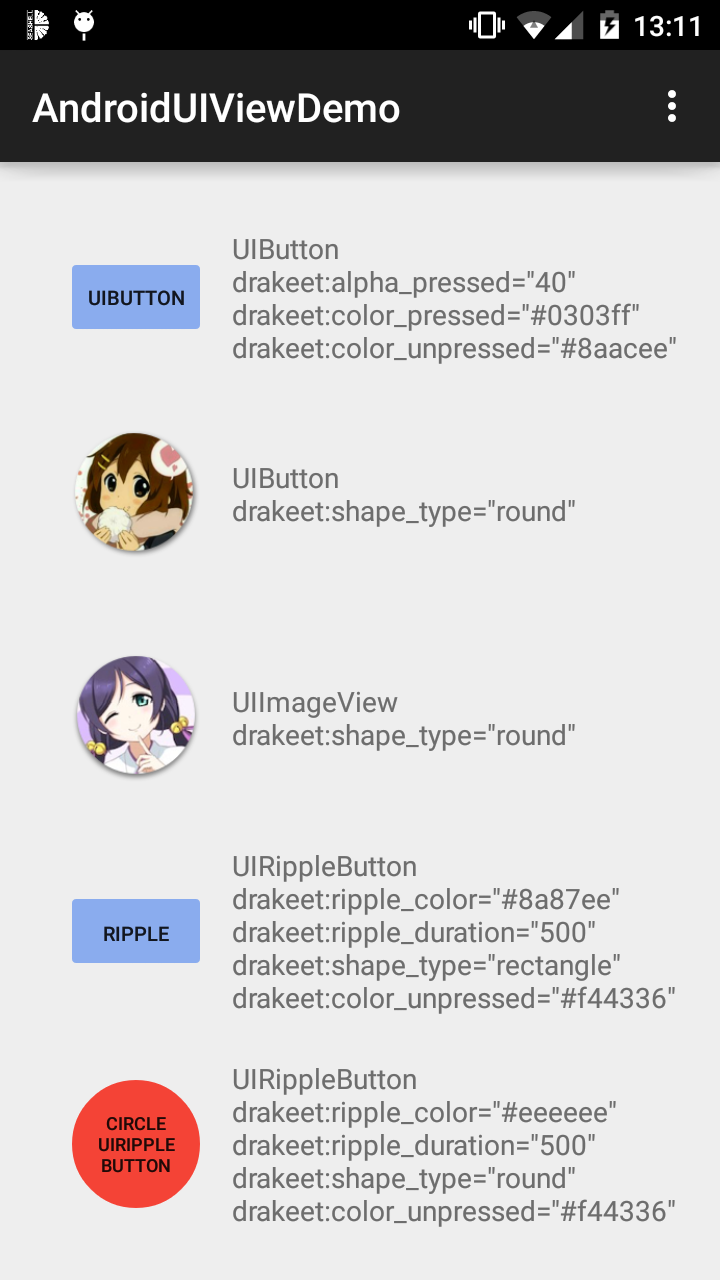 13:11
AndroidUIViewDemo
UIBUTTON
UIButton
drakeet:alpha_pressed="40"
drakeet:color_pressed="#0303ff"
drakeet:color_unpressed="#8aacee"
UIButton
drakeet:shape_type="round"
UIImageView
drakeet:shape_type="round"
RIPPLE
UIRippleButton
drakeet:ripple_color="#8a87ee"
drakeet:ripple_duration="500"
drakeet:shape_type="rectangle"
drakeet:color_unpressed="#f44336"
CIRCLE
UIRIPPLE
BUTTON
UIRippleButton
drakeet:ripple_color="#eeeeee"
drakeet:ripple_duration="500"
drakeet:shape_type="round"
drakeet:color_unpressed="#f44336"